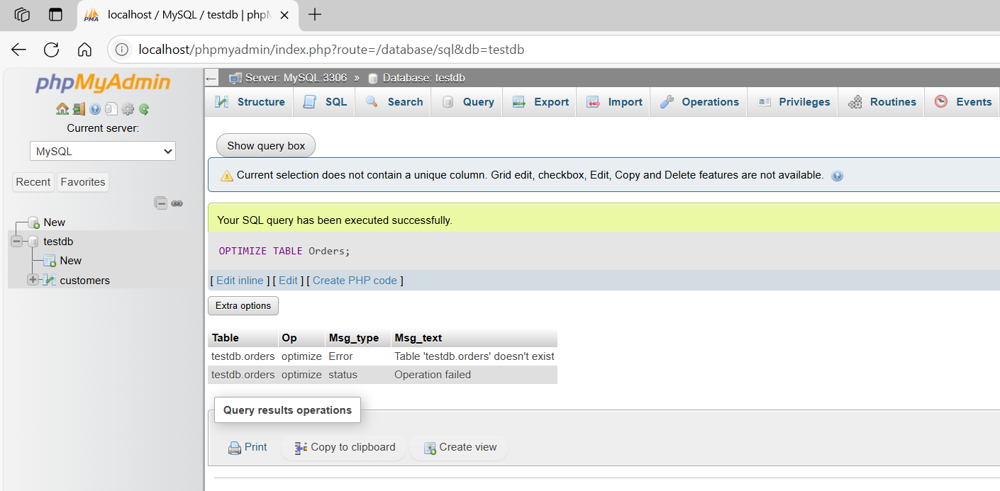 localhost / MySQL / testdb | phpM
localhost/phpmyadmin/index.php?route=/database/sql&db=testdb
phpMyAdmin
Current server:
MySQL
Recent Favorites
New
testdb
New
customers
Server: MySQL:3306 » Database: testdb
Structure SQL Search Query Export Import Operations Privileges Routines Events
Show query box
Current selection does not contain a unique column. Grid edit, checkbox, Edit, Copy and Delete features are not available.
Your SQL query has been executed successfully.
OPTIMIZE TABLE Orders;
[ Edit inline ] [ Edit ] [ Create PHP code ]
Extra options
Table Op Msg_type Msg_text
testdb.orders optimize Error Table 'testdb.orders' doesn't exist
testdb.orders optimize status Operation failed
Query results operations
Print Copy to clipboard Create view